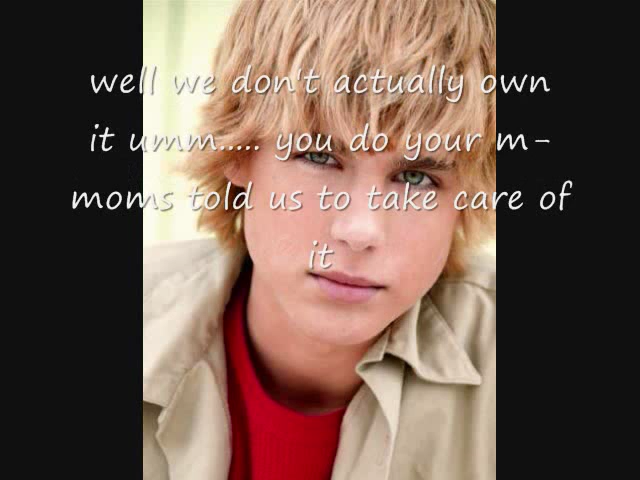 well we don't actually own
it umm..... you do your m-
moms told us to take care of
it